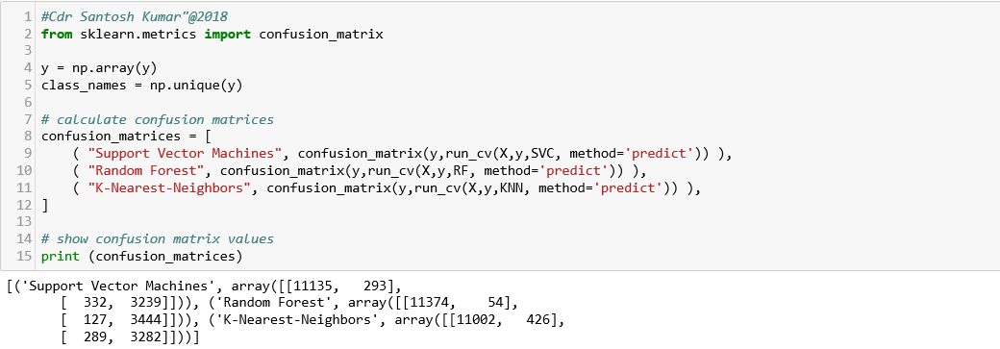 1 #Cdr Santosh Kumar"@2018
2 from sklearn.metrics import confusion_matrix
3
4 y = np.array(y)
5 class_names = np.unique(y)
6
7 # calculate confusion matrices
8 confusion_matrices = [
9     ( "Support Vector Machines", confusion_matrix(y,run_cv(X,y,SVC, method='predict')) ),
10     ( "Random Forest", confusion_matrix(y,run_cv(X,y,RF, method='predict')) ),
11     ( "K-Nearest-Neighbors", confusion_matrix(y,run_cv(X,y,KNN, method='predict')) ),
12 ]
13
14 # show confusion matrix values
15 print (confusion_matrices)
[('Support Vector Machines', array([[11135,   293],
       [  332,  3239]])), ('Random Forest', array([[11374,    54],
       [  127,  3444]])), ('K-Nearest-Neighbors', array([[11002,   426],
       [  289,  3282]]))]